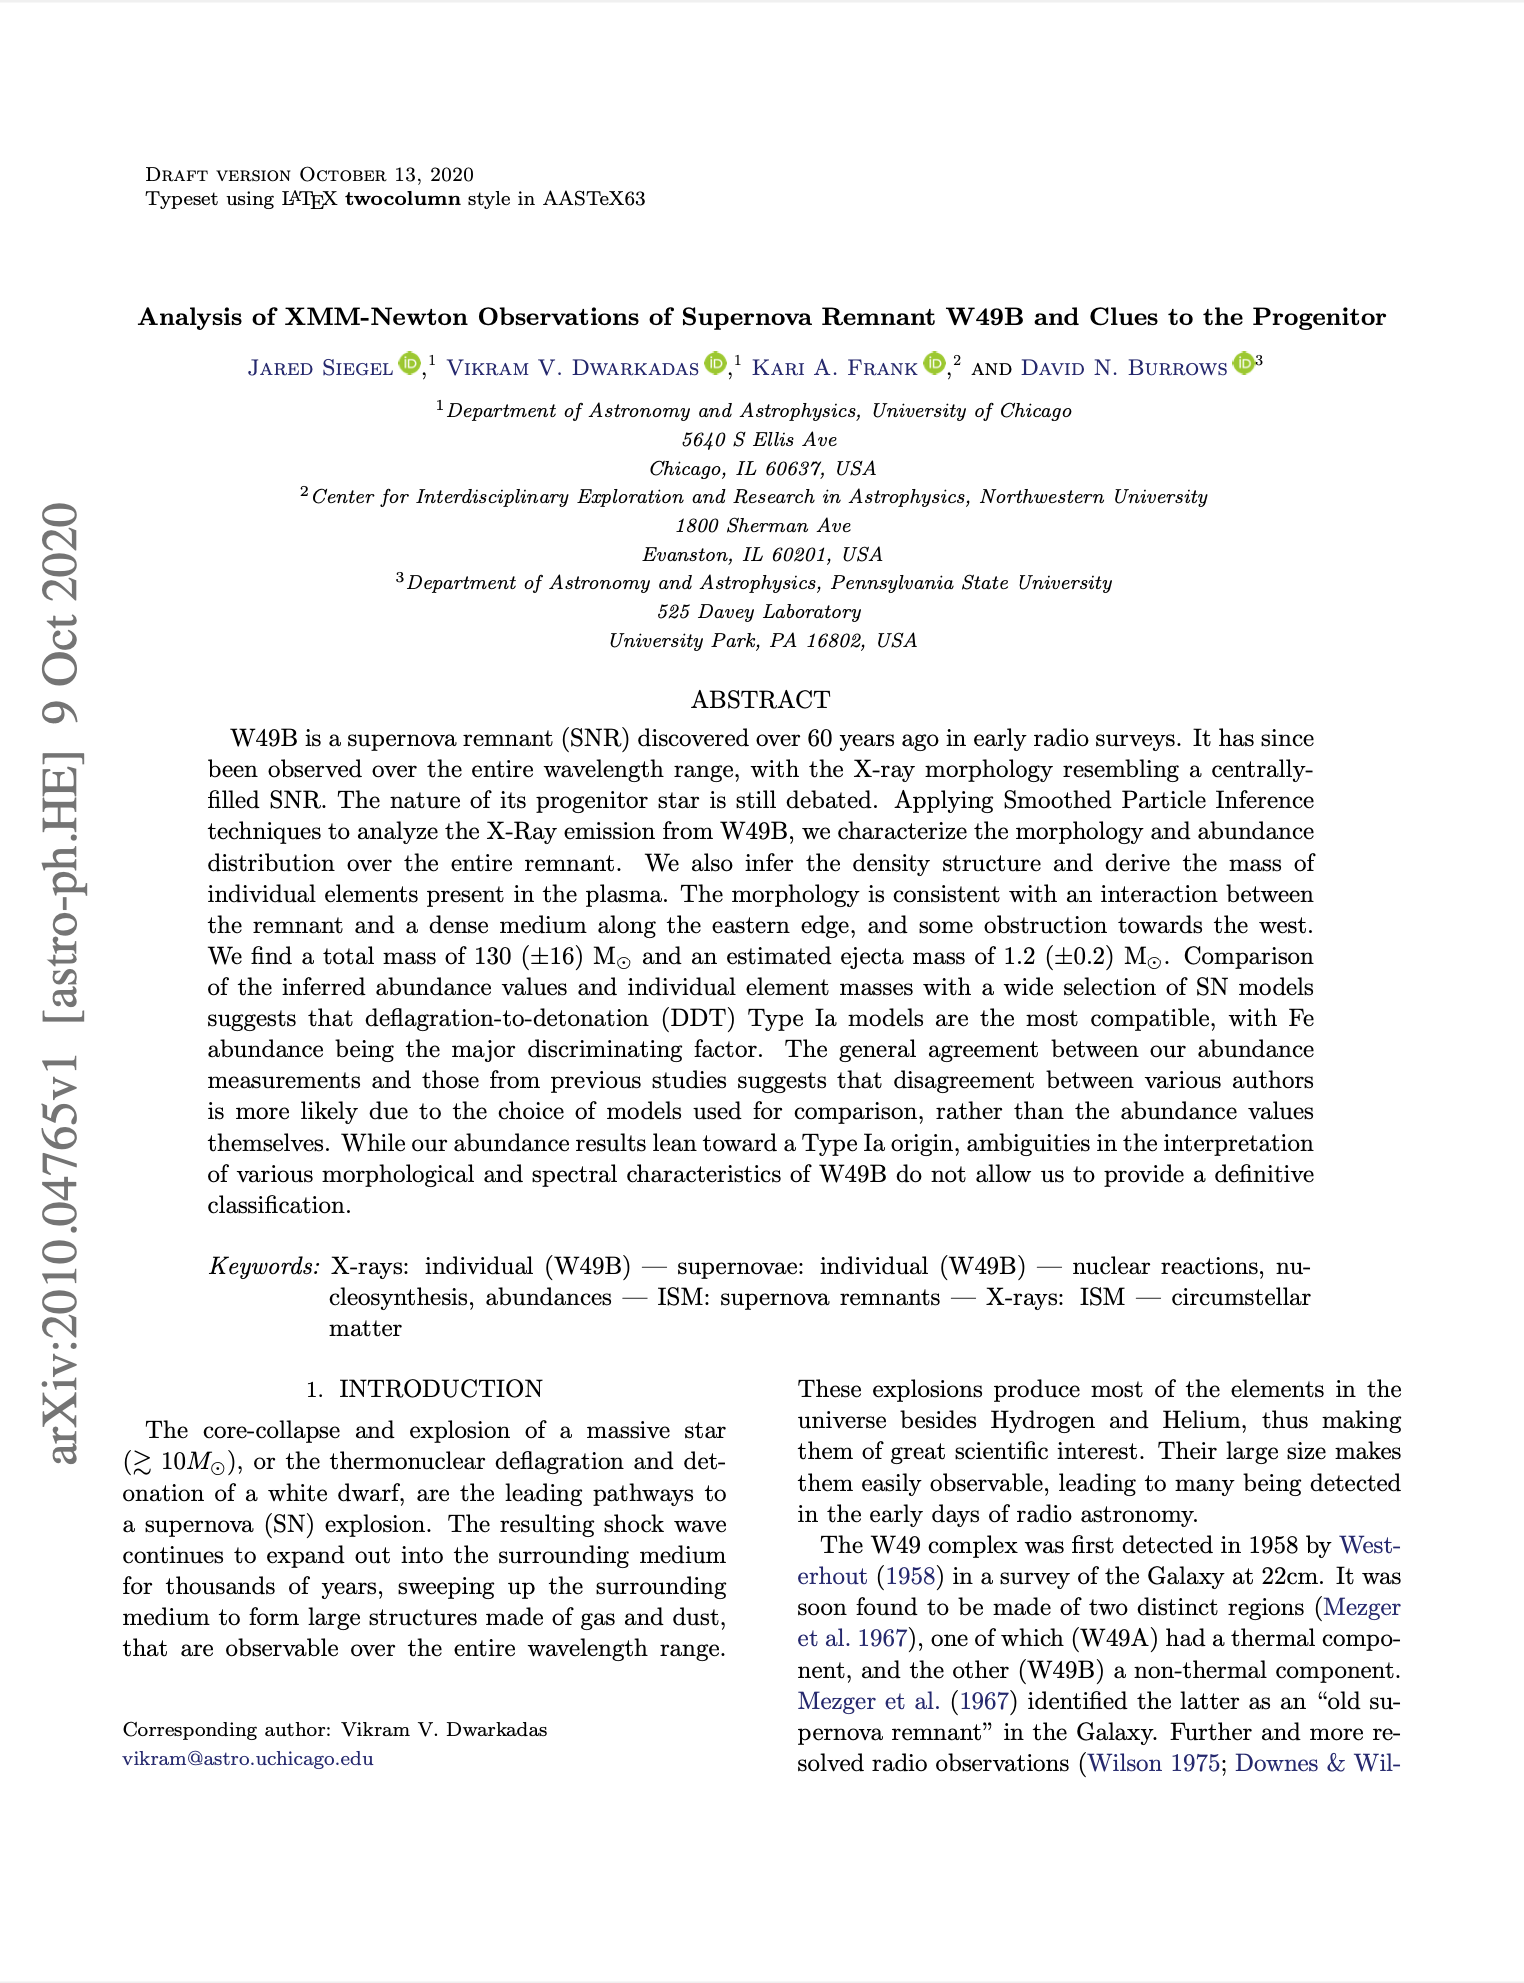 arXiv:2010.04765v1 [astro-ph.HE] 9 Oct 2020
Draft version October 13, 2020
Typeset using LATEX twocolumn style in AASTeX63
Analysis of XMM-Newton Observations of Supernova Remnant W49B and Clues to the Progenitor
Jared Siegel iD,1 Vikram V. Dwarkadas iD,1 Kari A. Frank iD,2 and David N. Burrows iD3
1 Department of Astronomy and Astrophysics, University of Chicago
5640 S Ellis Ave
Chicago, IL 60637, USA
2 Center for Interdisciplinary Exploration and Research in Astrophysics, Northwestern University
1800 Sherman Ave
Evanston, IL 60201, USA
3 Department of Astronomy and Astrophysics, Pennsylvania State University
525 Davey Laboratory
University Park, PA 16802, USA
ABSTRACT
W49B is a supernova remnant (SNR) discovered over 60 years ago in early radio surveys. It has since
been observed over the entire wavelength range, with the X-ray morphology resembling a centrally-
filled SNR. The nature of its progenitor star is still debated. Applying Smoothed Particle Inference
techniques to analyze the X-Ray emission from W49B, we characterize the morphology and abundance
distribution over the entire remnant. We also infer the density structure and derive the mass of
individual elements present in the plasma. The morphology is consistent with an interaction between
the remnant and a dense medium along the eastern edge, and some obstruction towards the west.
We find a total mass of 130 (±16) M⊙ and an estimated ejecta mass of 1.2 (±0.2) M⊙. Comparison
of the inferred abundance values and individual element masses with a wide selection of SN models
suggests that deflagration-to-detonation (DDT) Type Ia models are the most compatible, with Fe
abundance being the major discriminating factor. The general agreement between our abundance
measurements and those from previous studies suggests that disagreement between various authors
is more likely due to the choice of models used for comparison, rather than the abundance values
themselves. While our abundance results lean toward a Type Ia origin, ambiguities in the interpretation
of various morphological and spectral characteristics of W49B do not allow us to provide a definitive
classification.
Keywords: X-rays: individual (W49B) — supernovae: individual (W49B) — nuclear reactions, nu-
cleosynthesis, abundances — ISM: supernova remnants — X-rays: ISM — circumstellar
matter
1. INTRODUCTION
The core-collapse and explosion of a massive star
(≳ 10M⊙), or the thermonuclear deflagration and det-
onation of a white dwarf, are the leading pathways to
a supernova (SN) explosion. The resulting shock wave
continues to expand out into the surrounding medium
for thousands of years, sweeping up the surrounding
medium to form large structures made of gas and dust,
that are observable over the entire wavelength range.
Corresponding author: Vikram V. Dwarkadas
vikram@astro.uchicago.edu
These explosions produce most of the elements in the
universe besides Hydrogen and Helium, thus making
them of great scientific interest. Their large size makes
them easily observable, leading to many being detected
in the early days of radio astronomy.
The W49 complex was first detected in 1958 by West-
erhout (1958) in a survey of the Galaxy at 22cm. It was
soon found to be made of two distinct regions (Mezger
et al. 1967), one of which (W49A) had a thermal compo-
nent, and the other (W49B) a non-thermal component.
Mezger et al. (1967) identified the latter as an “old su-
pernova remnant” in the Galaxy. Further and more re-
solved radio observations (Wilson 1975; Downes & Wil-